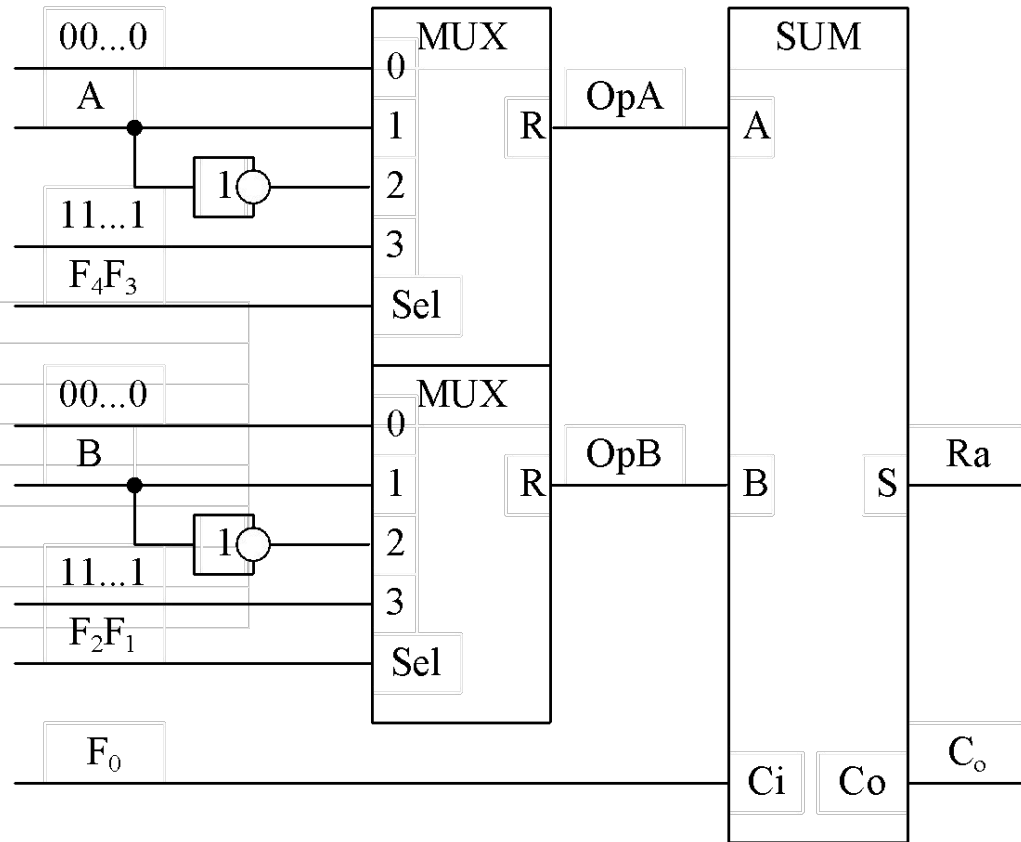 00...0 MUX SUM
0
A OpA
1 R A
1 2
11...1
3
F₄F₃
Sel
00...0 MUX
0
B OpB Ra
1 R B S
1 2
11...1
3
F₂F₁
Sel
F₀ Cₒ
Ci Co